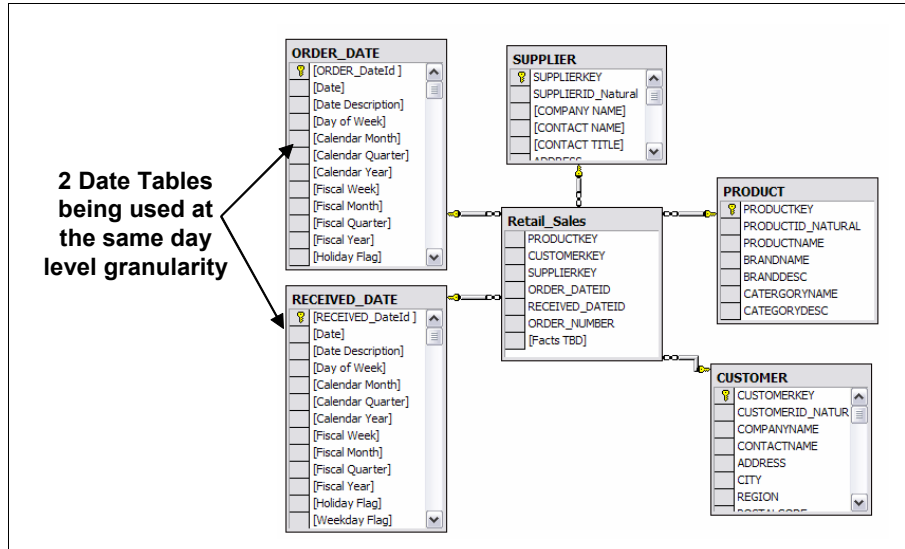 ORDER_DATE
[ORDER_DateId ]
[Date]
[Date Description]
[Day of Week]
[Calendar Month]
[Calendar Quarter]
[Calendar Year]
[Fiscal Week]
[Fiscal Month]
[Fiscal Quarter]
[Fiscal Year]
[Holiday Flag]
SUPPLIER
SUPPLIERKEY
SUPPLIERID_Natural
[COMPANY NAME]
[CONTACT NAME]
[CONTACT TITLE]
ADDRESS
2 Date Tables
being used at
the same day
level granularity
Retail_Sales
PRODUCTKEY
CUSTOMERKEY
SUPPLIERKEY
ORDER_DATEID
RECEIVED_DATEID
ORDER_NUMBER
[Facts TBD]
PRODUCT
PRODUCTKEY
PRODUCTID_NATURAL
PRODUCTNAME
BRANDNAME
BRANDDESC
CATERGORYNAME
CATEGORYDESC
RECEIVED_DATE
[RECEIVED_DateId ]
[Date]
[Date Description]
[Day of Week]
[Calendar Month]
[Calendar Quarter]
[Calendar Year]
[Fiscal Week]
[Fiscal Month]
[Fiscal Quarter]
[Fiscal Year]
[Holiday Flag]
[Weekday Flag]
CUSTOMER
CUSTOMERKEY
CUSTOMERID_NATUR
COMPANYNAME
CONTACTNAME
ADDRESS
CITY
REGION
POSTALCODE